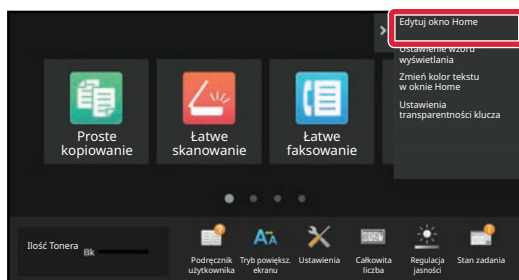 Edytuj okno Home
Ustawienie wzoru
wyświetlania
Zmień kolor tekstu
w oknie Home
Ustawienia
transparentności klucza
Proste
kopiowanie
Łatwe
skanowanie
Łatwe
faksowanie
Ilość Tonera
Bk
Podręcznik
użytkownika
Tryb powiększ.
ekranu
Ustawienia
Całkowita
liczba
Regulacja
jasności
Stan zadania